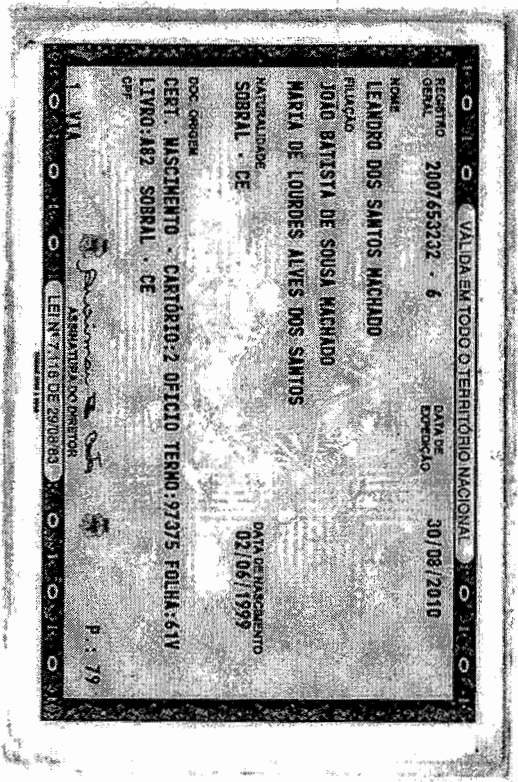 VÁLIDA EM TODO O TERRITÓRIO NACIONAL
REGISTRO GERAL 2007653232 - 6 DATA DE EXPEDIÇÃO 30/08/2010
NOME
LEANDRO DOS SANTOS MACHADO
FILIAÇÃO
JOAO BATISTA DE SOUSA MACHADO
MARIA DE LOURDES ALVES DOS SANTOS
NATURALIDADE DATA DE NASCIMENTO
SOBRAL - CE 02/06/1999
DOC. ORIGEM
CERT. NASCIMENTO - CARTÓRIO:2 OFICIO TERMO:97375 FOLHA:61V
LIVRO:A82 SOBRAL - CE
CPF
1 VIA P : 79
ASSINATURA DO DIRETOR
LEI Nº 7.116 DE 29/08/83